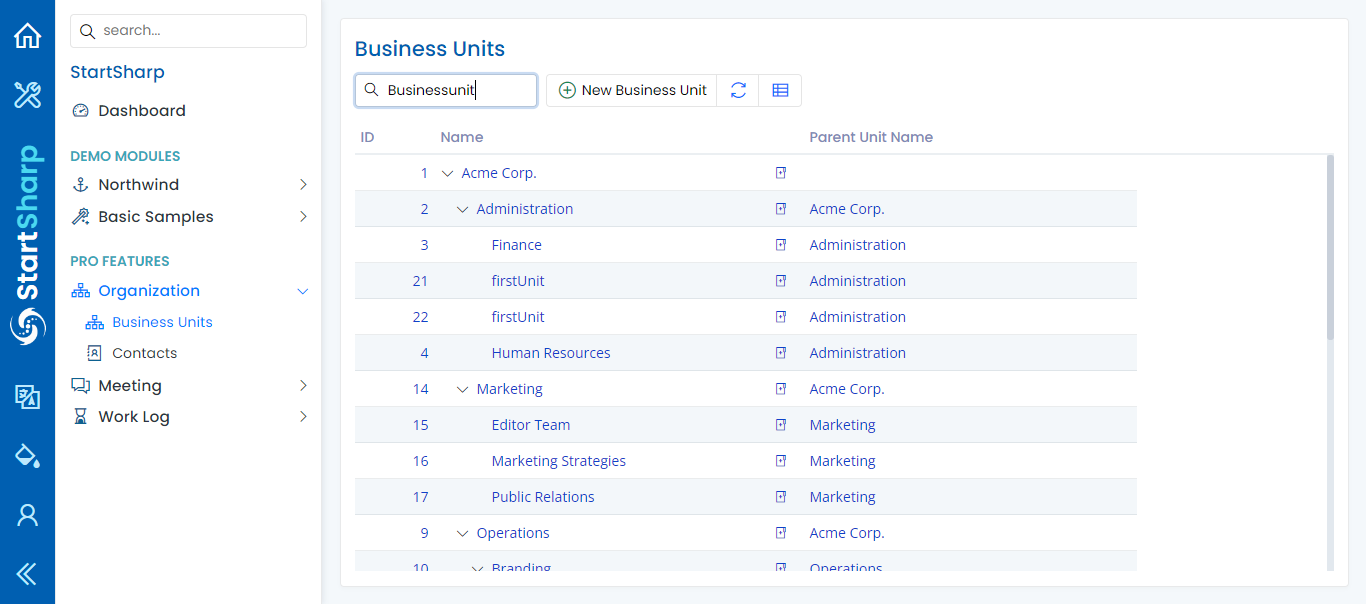 StartSharp
search...
StartSharp
Dashboard
DEMO MODULES
Northwind
Basic Samples
PRO FEATURES
Organization
Business Units
Contacts
Meeting
Work Log
Business Units
Businessunit
New Business Unit
ID Name Parent Unit Name
1 Acme Corp.
2 Administration Acme Corp.
3 Finance Administration
21 firstUnit Administration
22 firstUnit Administration
4 Human Resources Administration
14 Marketing Acme Corp.
15 Editor Team Marketing
16 Marketing Strategies Marketing
17 Public Relations Marketing
9 Operations Acme Corp.
10 Branding Operations